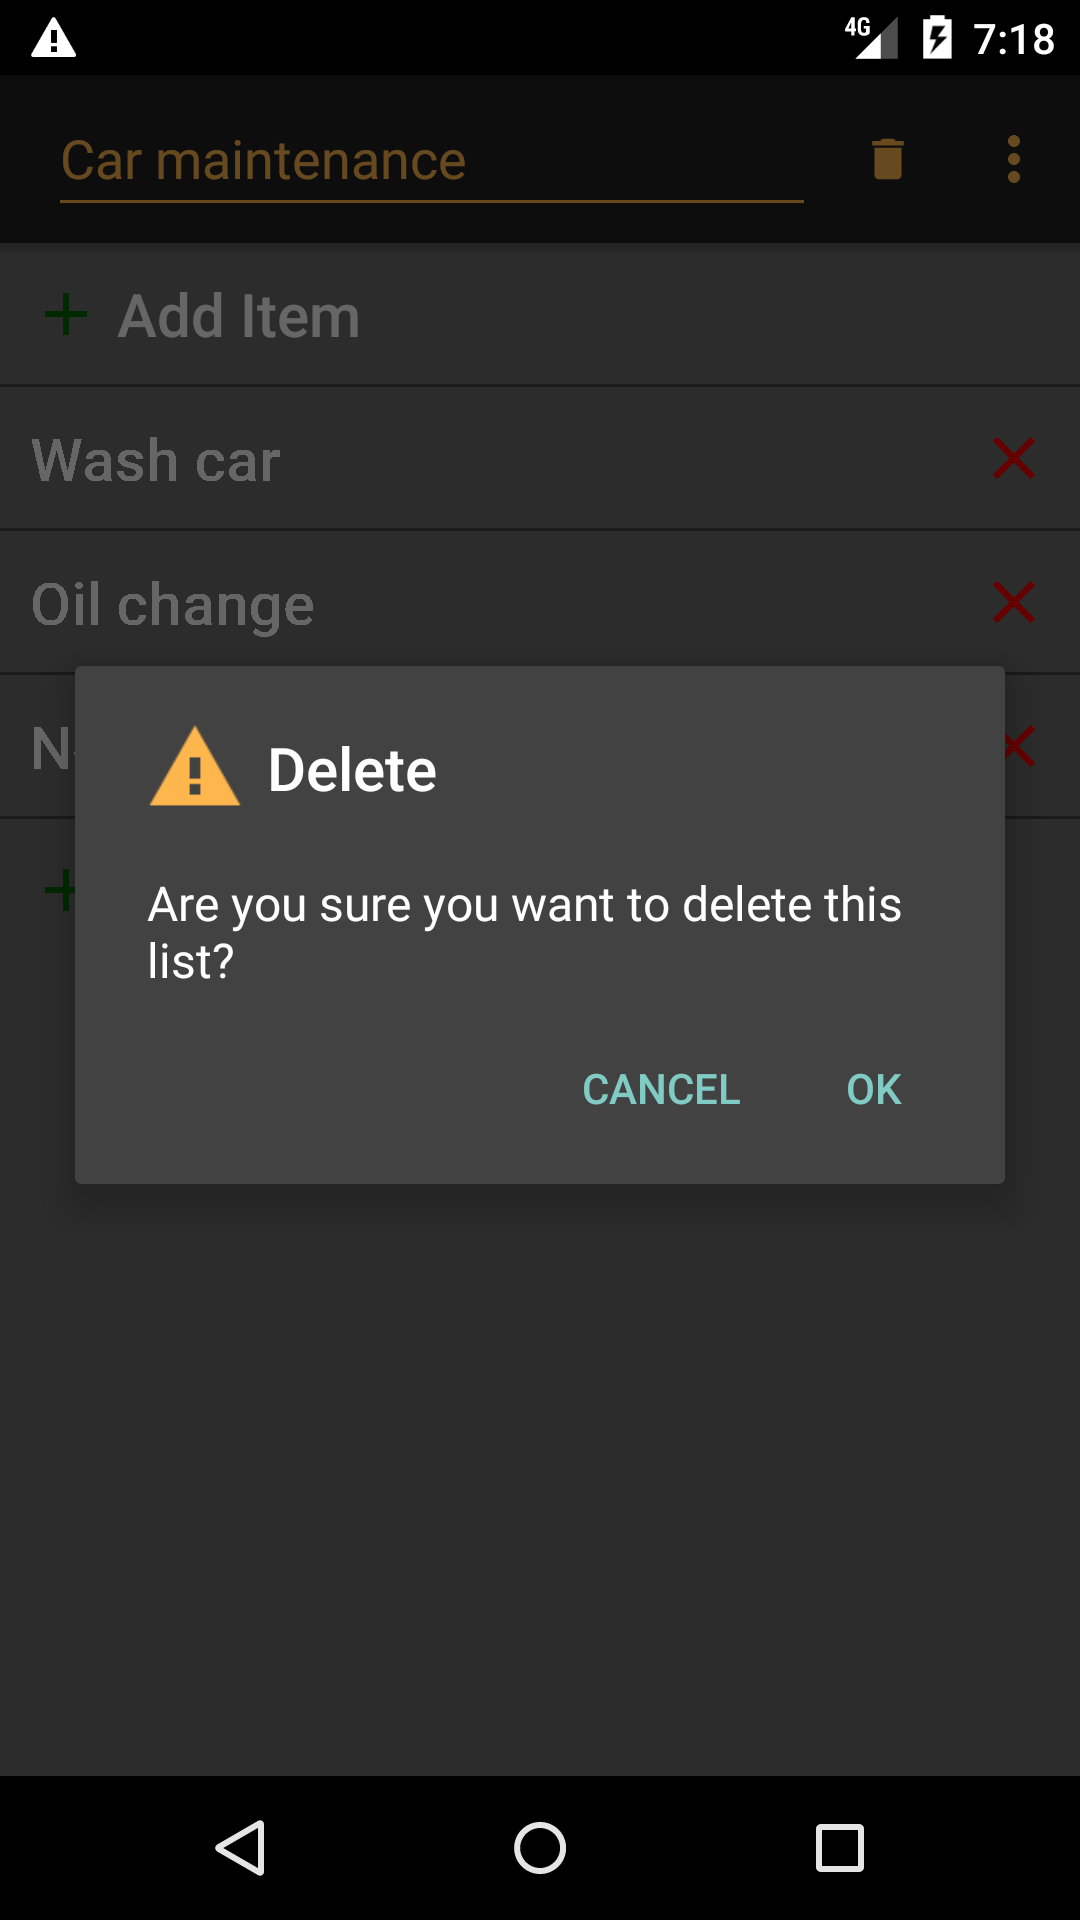 4G 7:18
Car maintenance
Add Item
Wash car
Oil change
Delete
Are you sure you want to delete this
list?
CANCEL OK